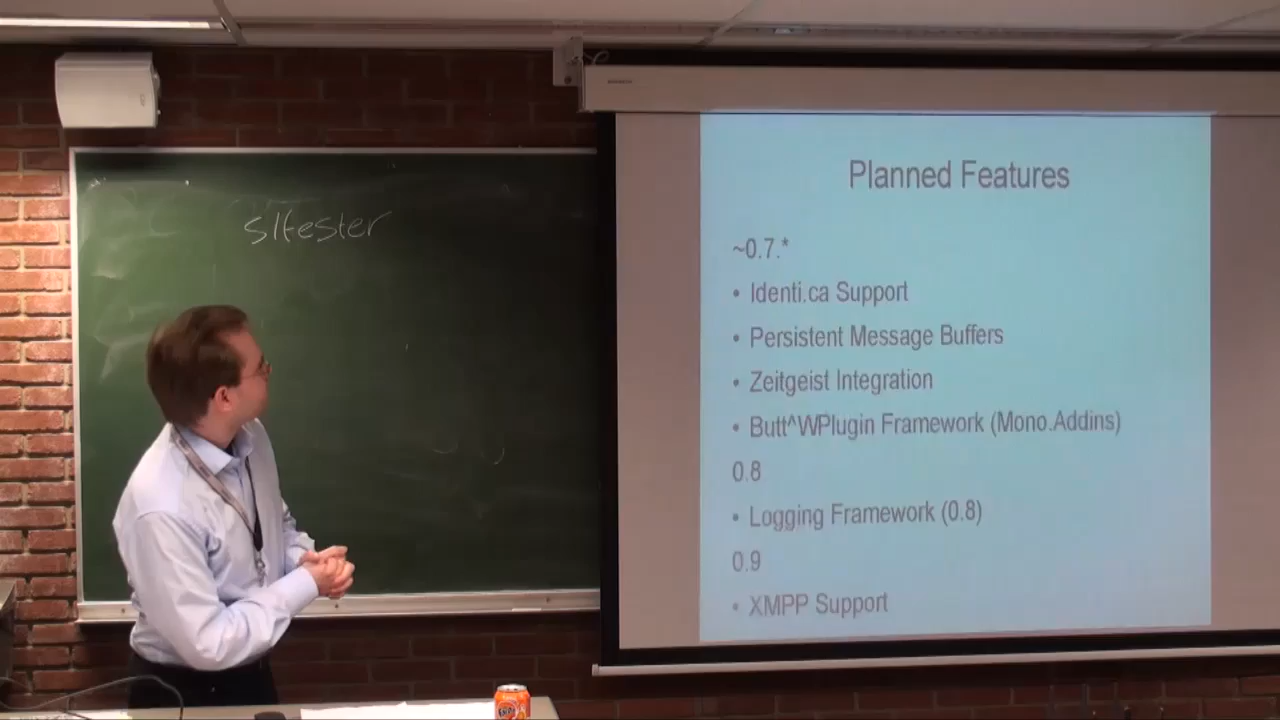 slfester
Planned Features
~0.7.*
• Identi.ca Support
• Persistent Message Buffers
• Zeitgeist Integration
• Butt^WPlugin Framework (Mono.Addins)
0.8
• Logging Framework (0.8)
0.9
• XMPP Support